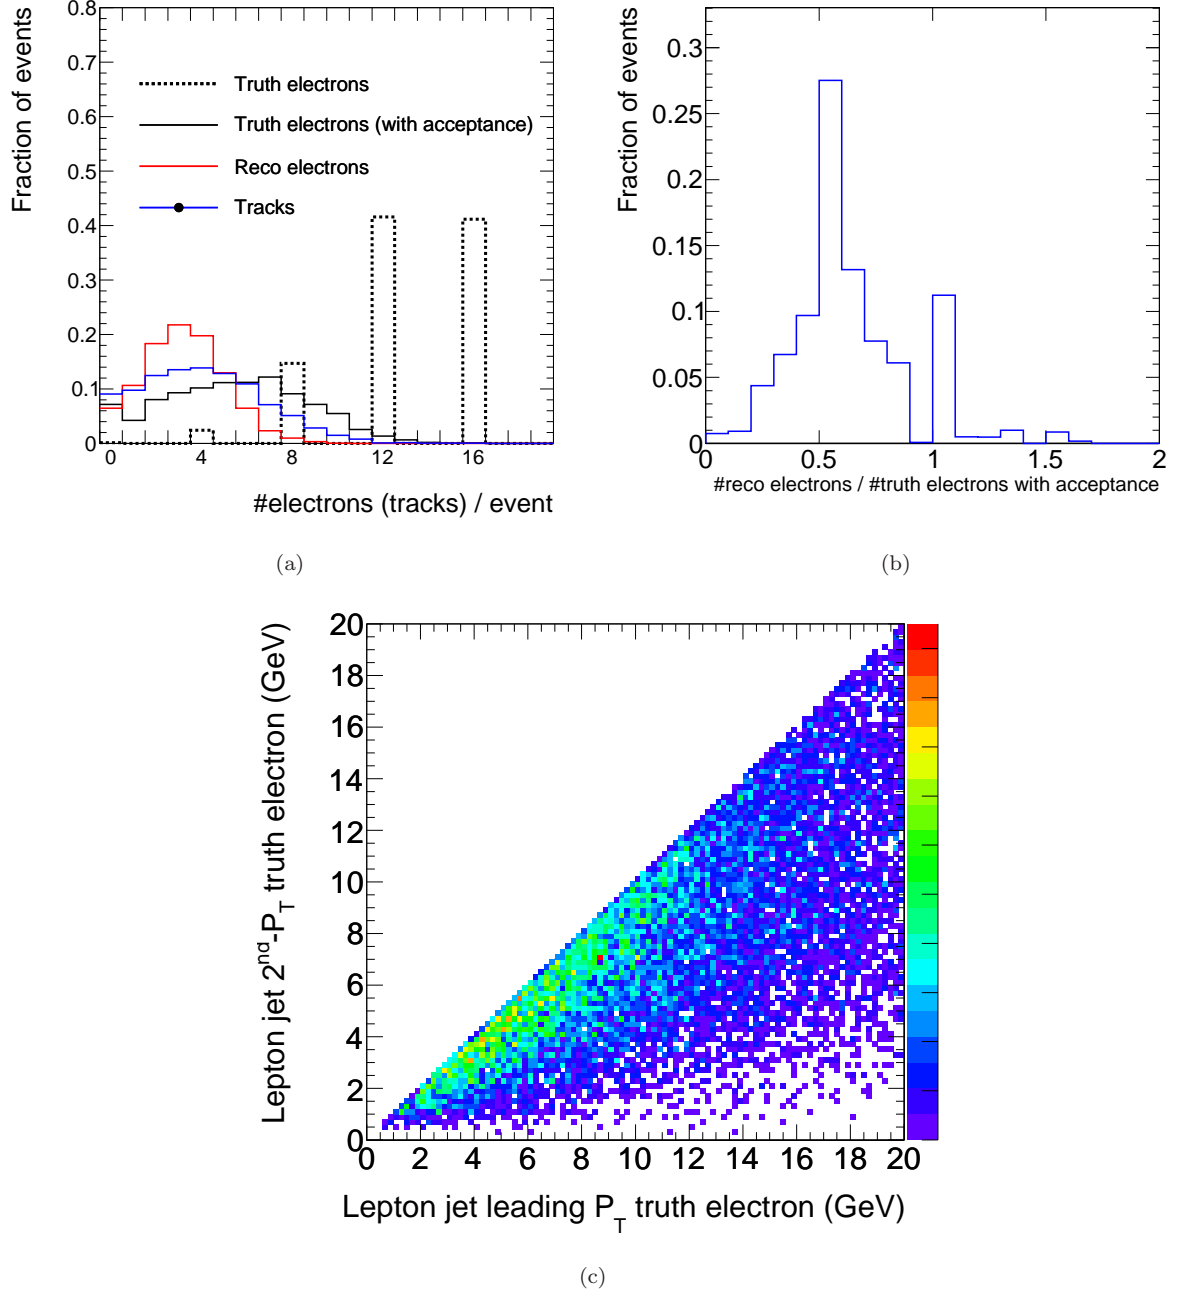 Fraction of events
0.8
0.7
0.6
0.5
0.4
0.3
0.2
0.1
0
Truth electrons
Truth electrons (with acceptance)
Reco electrons
Tracks
0 4 8 12 16
#electrons (tracks) / event
(a)
Fraction of events
0.3
0.25
0.2
0.15
0.1
0.05
0
0 0.5 1 1.5 2
#reco electrons / #truth electrons with acceptance
(b)
Lepton jet 2nd-PT truth electron (GeV)
20
18
16
14
12
10
8
6
4
2
0
0 2 4 6 8 10 12 14 16 18 20
Lepton jet leading PT truth electron (GeV)
(c)